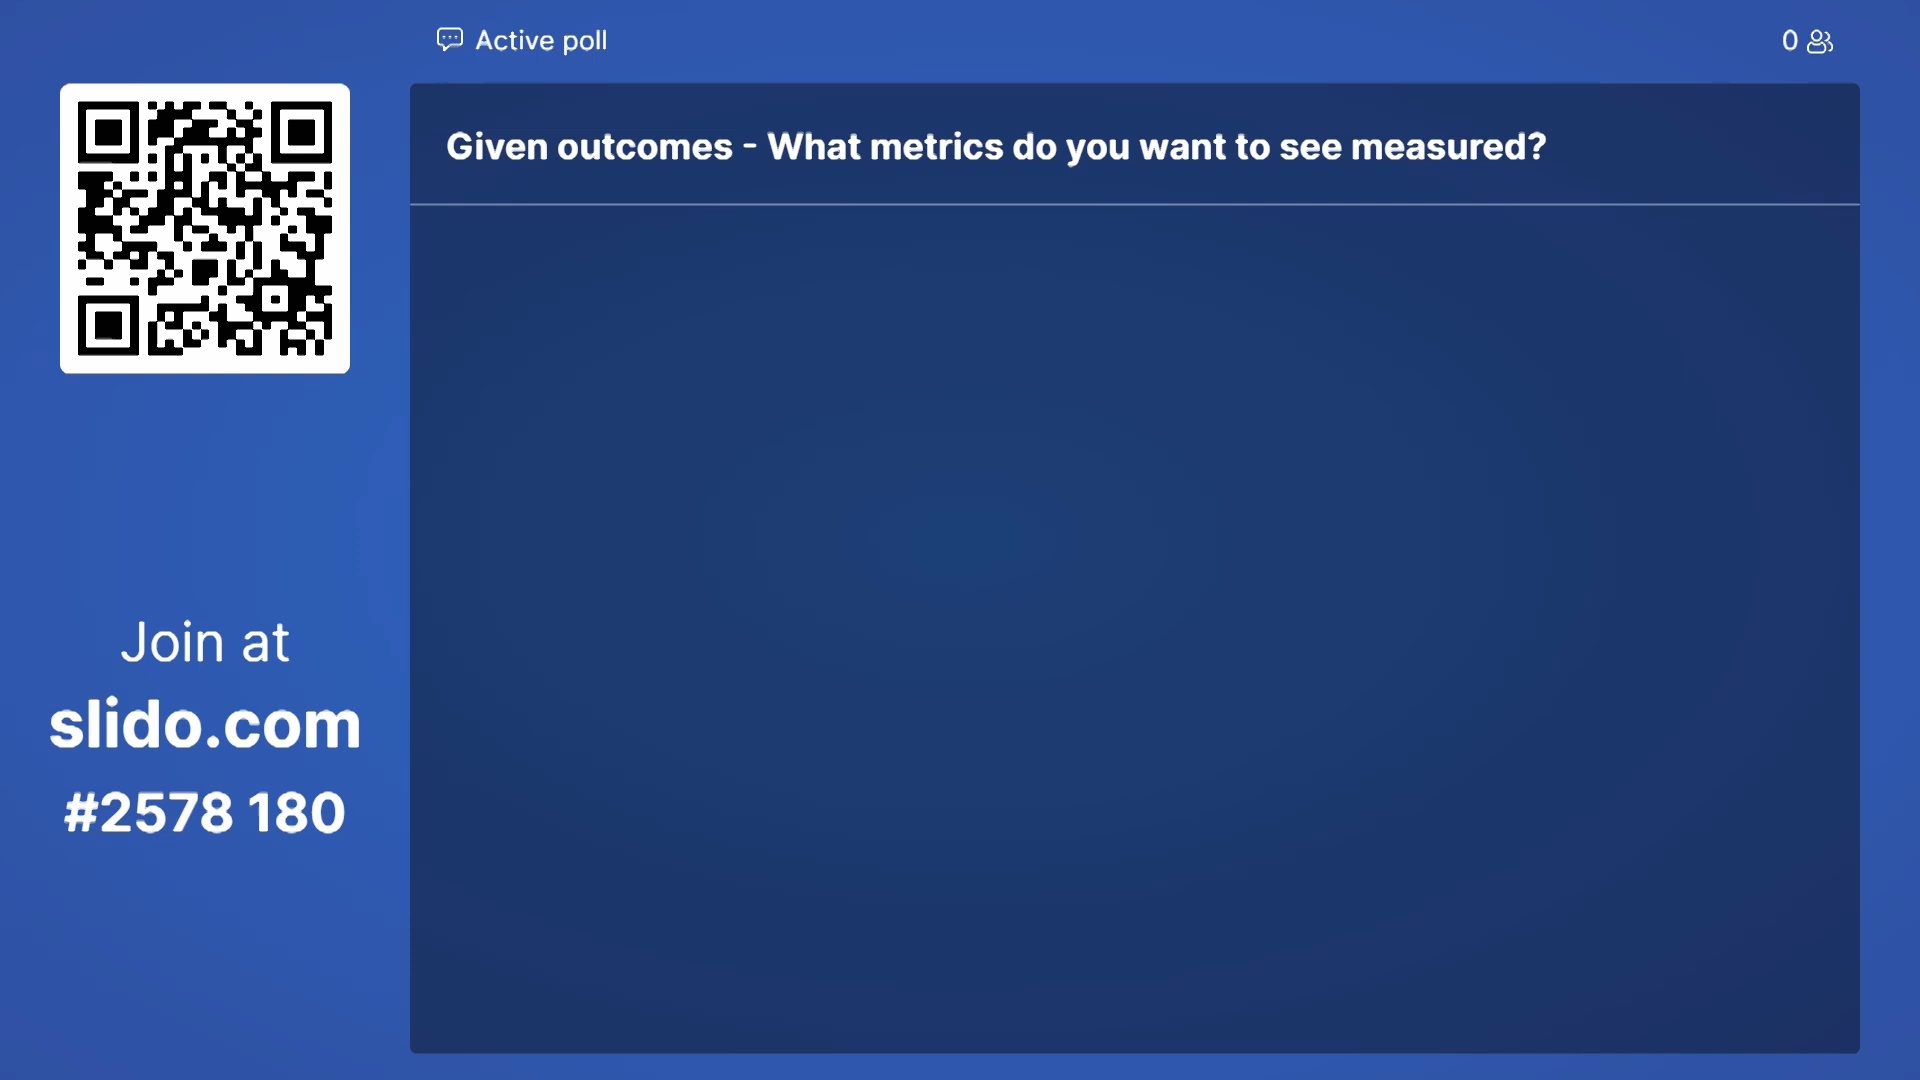 Active poll
0
Given outcomes - What metrics do you want to see measured?
Join at
slido.com
#2578 180